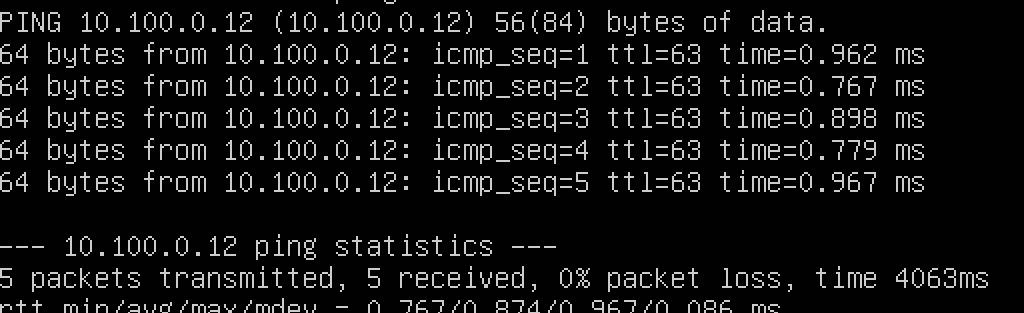 PING 10.100.0.12 (10.100.0.12) 56(84) bytes of data.
64 bytes from 10.100.0.12: icmp_seq=1 ttl=63 time=0.962 ms
64 bytes from 10.100.0.12: icmp_seq=2 ttl=63 time=0.767 ms
64 bytes from 10.100.0.12: icmp_seq=3 ttl=63 time=0.898 ms
64 bytes from 10.100.0.12: icmp_seq=4 ttl=63 time=0.779 ms
64 bytes from 10.100.0.12: icmp_seq=5 ttl=63 time=0.967 ms
--- 10.100.0.12 ping statistics ---
5 packets transmitted, 5 received, 0% packet loss, time 4063ms
rtt min/avg/max/mdev = 0.767/0.874/0.967/0.086 ms